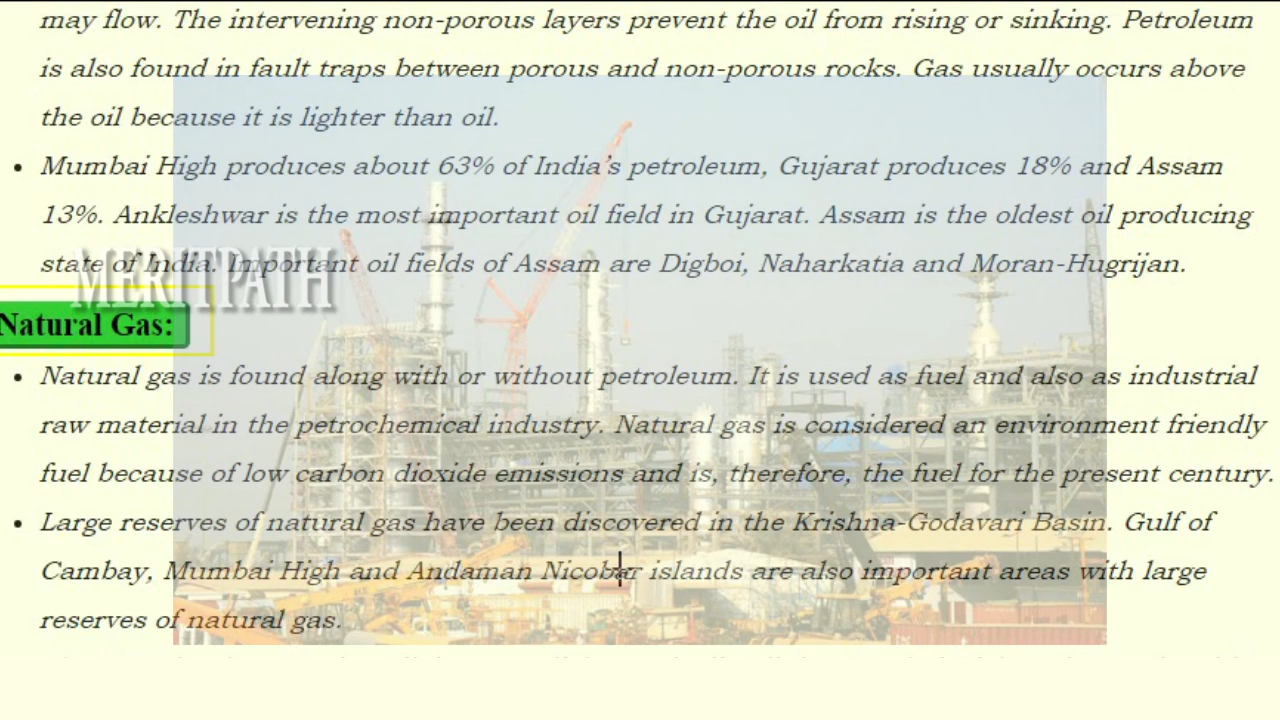 may flow. The intervening non-porous layers prevent the oil from rising or sinking. Petroleum
is also found in fault traps between porous and non-porous rocks. Gas usually occurs above
the oil because it is lighter than oil.
• Mumbai High produces about 63% of India's petroleum, Gujarat produces 18% and Assam
13%. Ankleshwar is the most important oil field in Gujarat. Assam is the oldest oil producing
state of India. Important oil fields of Assam are Digboi, Naharkatia and Moran-Hugrijan.
MERITPATH
Natural Gas:
• Natural gas is found along with or without petroleum. It is used as fuel and also as industrial
raw material in the petrochemical industry. Natural gas is considered an environment friendly
fuel because of low carbon dioxide emissions and is, therefore, the fuel for the present century.
• Large reserves of natural gas have been discovered in the Krishna-Godavari Basin. Gulf of
Cambay, Mumbai High and Andaman Nicobar islands are also important areas with large
reserves of natural gas.